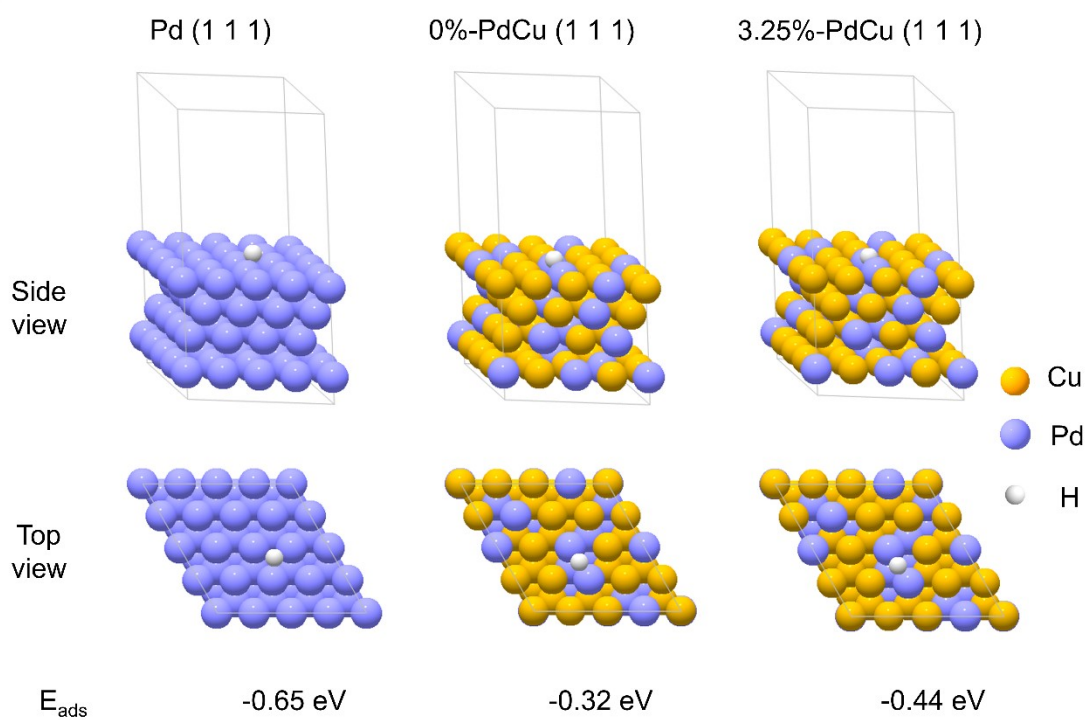 Pd (1 1 1) 0%-PdCu (1 1 1) 3.25%-PdCu (1 1 1)
Side
view
Cu
Pd
H
Top
view
E_ads -0.65 eV -0.32 eV -0.44 eV